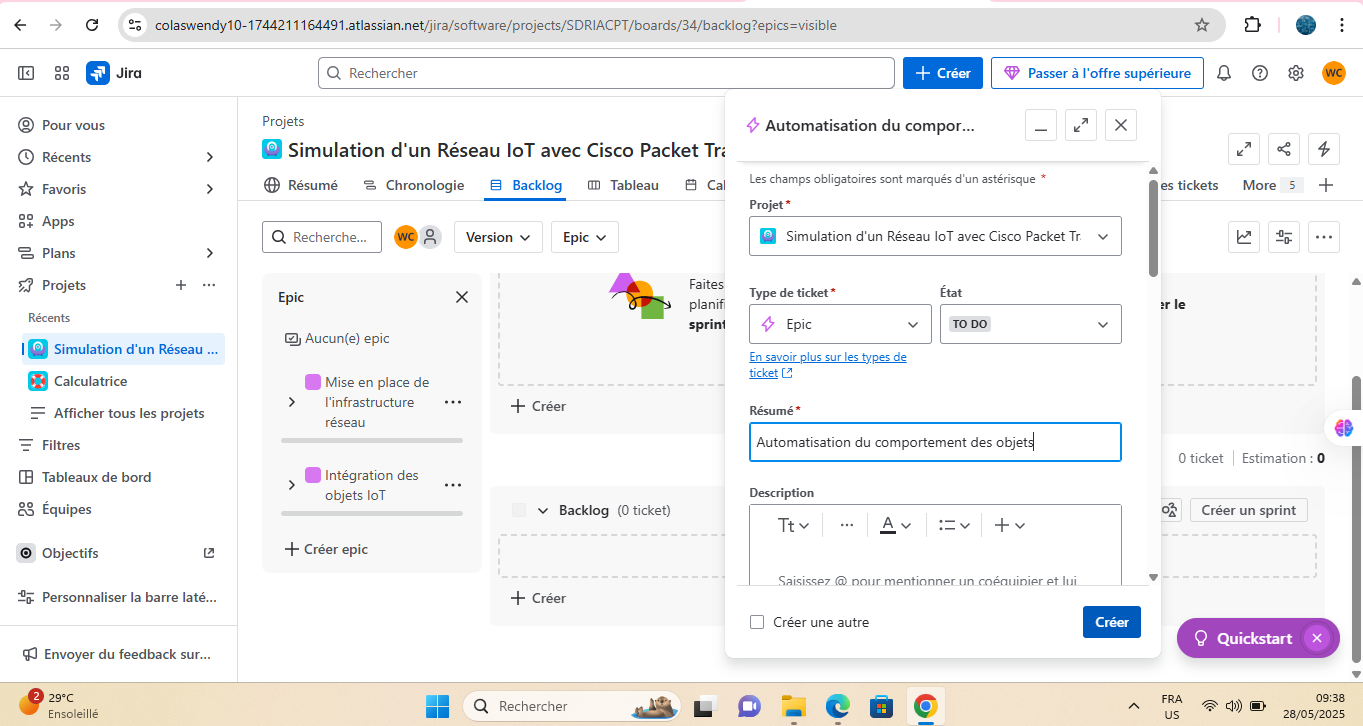 colaswendy10-1744211164491.atlassian.net/jira/software/projects/SDRIACPT/boards/34/backlog?epics=visible
Jira
Rechercher
Créer
Passer à l'offre supérieure
WC
Pour vous
Récents
Favoris
Apps
Plans
Projets
Récents
Simulation d'un Réseau ...
Calculatrice
Afficher tous les projets
Filtres
Tableaux de bord
Équipes
Objectifs
Personnaliser la barre laté...
Envoyer du feedback sur...
Projets
Simulation d'un Réseau IoT avec Cisco Packet Tra
Résumé
Chronologie
Backlog
Tableau
Cal
es tickets
More 5
Recherche...
WC
Version
Epic
Epic
Aucun(e) epic
Mise en place de
l'infrastructure
réseau
Intégration des
objets IoT
Créer epic
Faites
planifi
sprint
er le
Créer
0 ticket
Estimation : 0
Backlog (0 ticket)
Créer un sprint
Créer
Automatisation du compor...
Les champs obligatoires sont marqués d'un astérisque *
Projet *
Simulation d'un Réseau IoT avec Cisco Packet Tra
Type de ticket *
État
Epic
TO DO
En savoir plus sur les types de
ticket
Résumé *
Automatisation du comportement des objets
Description
Tt
A
Saisissez @ pour mentionner un coéquipier et lui
Créer une autre
Créer
Quickstart
2
29°C
Ensoleillé
Rechercher
FRA
US
09:38
28/05/2025